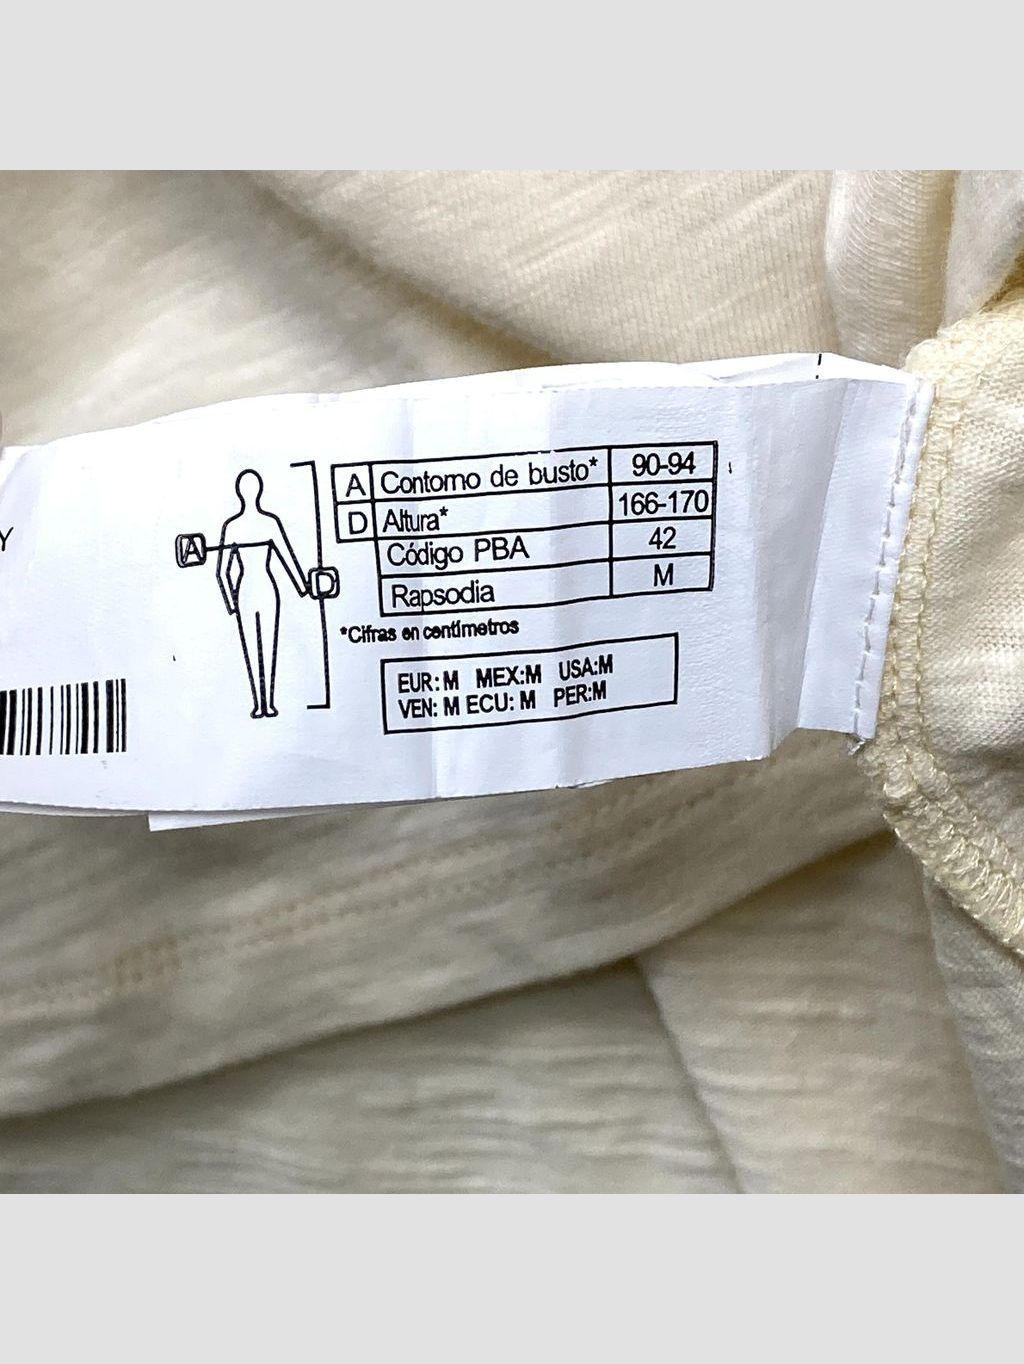 Y
A Contorno de busto* 90-94
D Altura* 166-170
Código PBA 42
Rapsodia M
*Cifras en centímetros
A
D
EUR: M MEX:M USA:M
VEN: M ECU: M PER:M